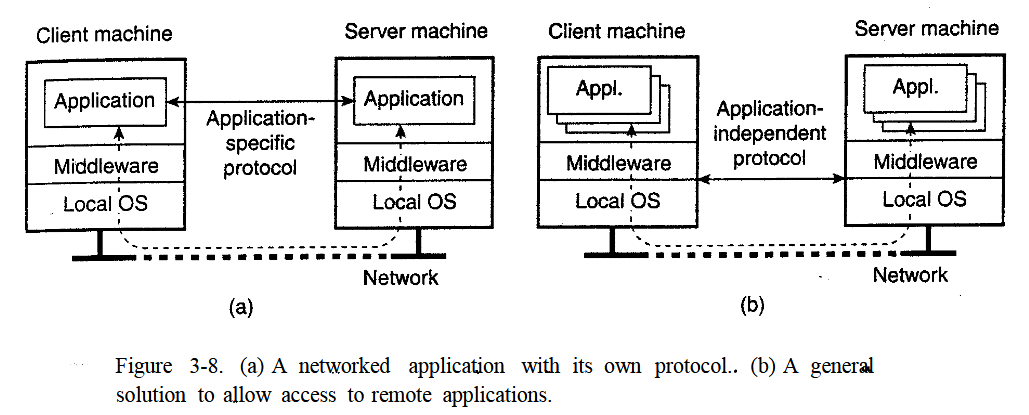 Client machine
Server machine
Application
Application
Application-
specific
protocol
Middleware
Middleware
Local OS
Local OS
Network
(a)
Client machine
Server machine
Appl.
Appl.
Application-
independent
protocol
Middleware
Middleware
Local OS
Local OS
Network
(b)
Figure 3-8. (a) A networked application with its own protocol.. (b) A general
solution to allow access to remote applications.